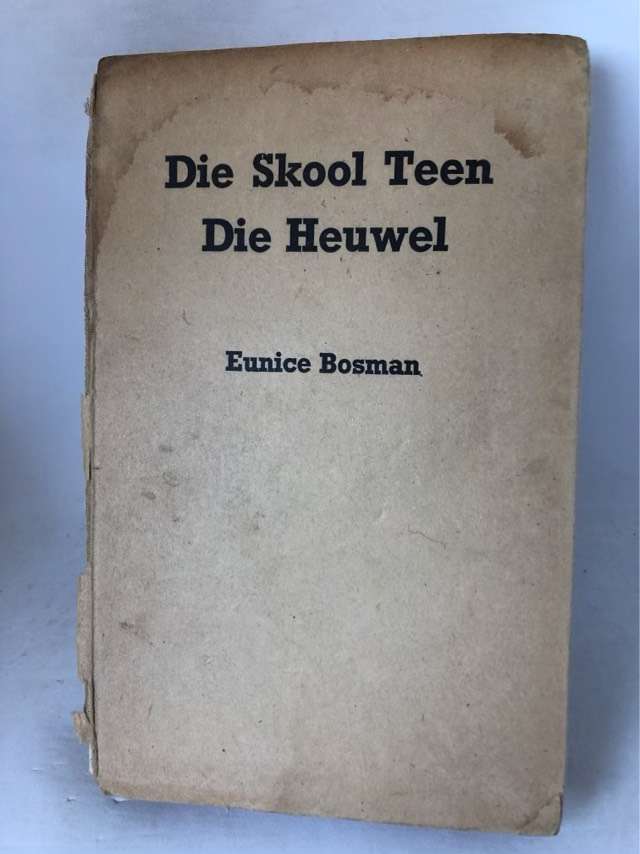 Die Skool Teen
Die Heuwel
Eunice Bosman